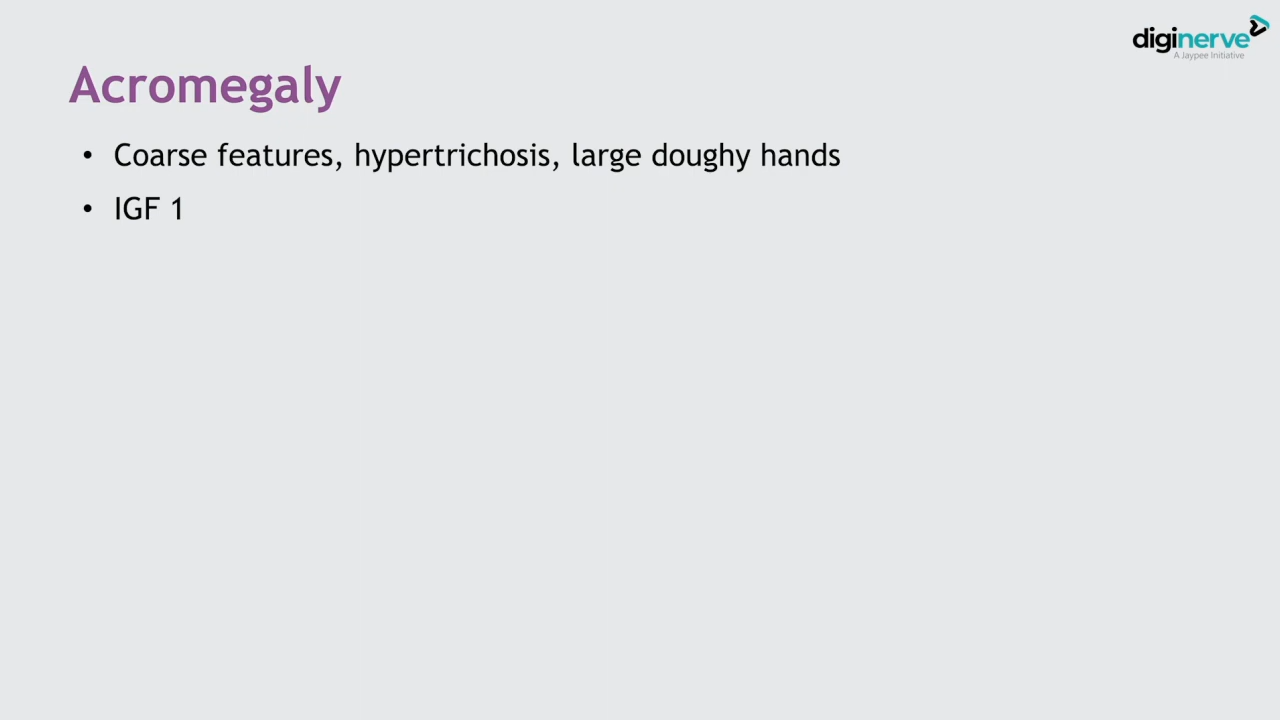 diginerve
A Jaypee Initiative
Acromegaly
• Coarse features, hypertrichosis, large doughy hands
• IGF 1